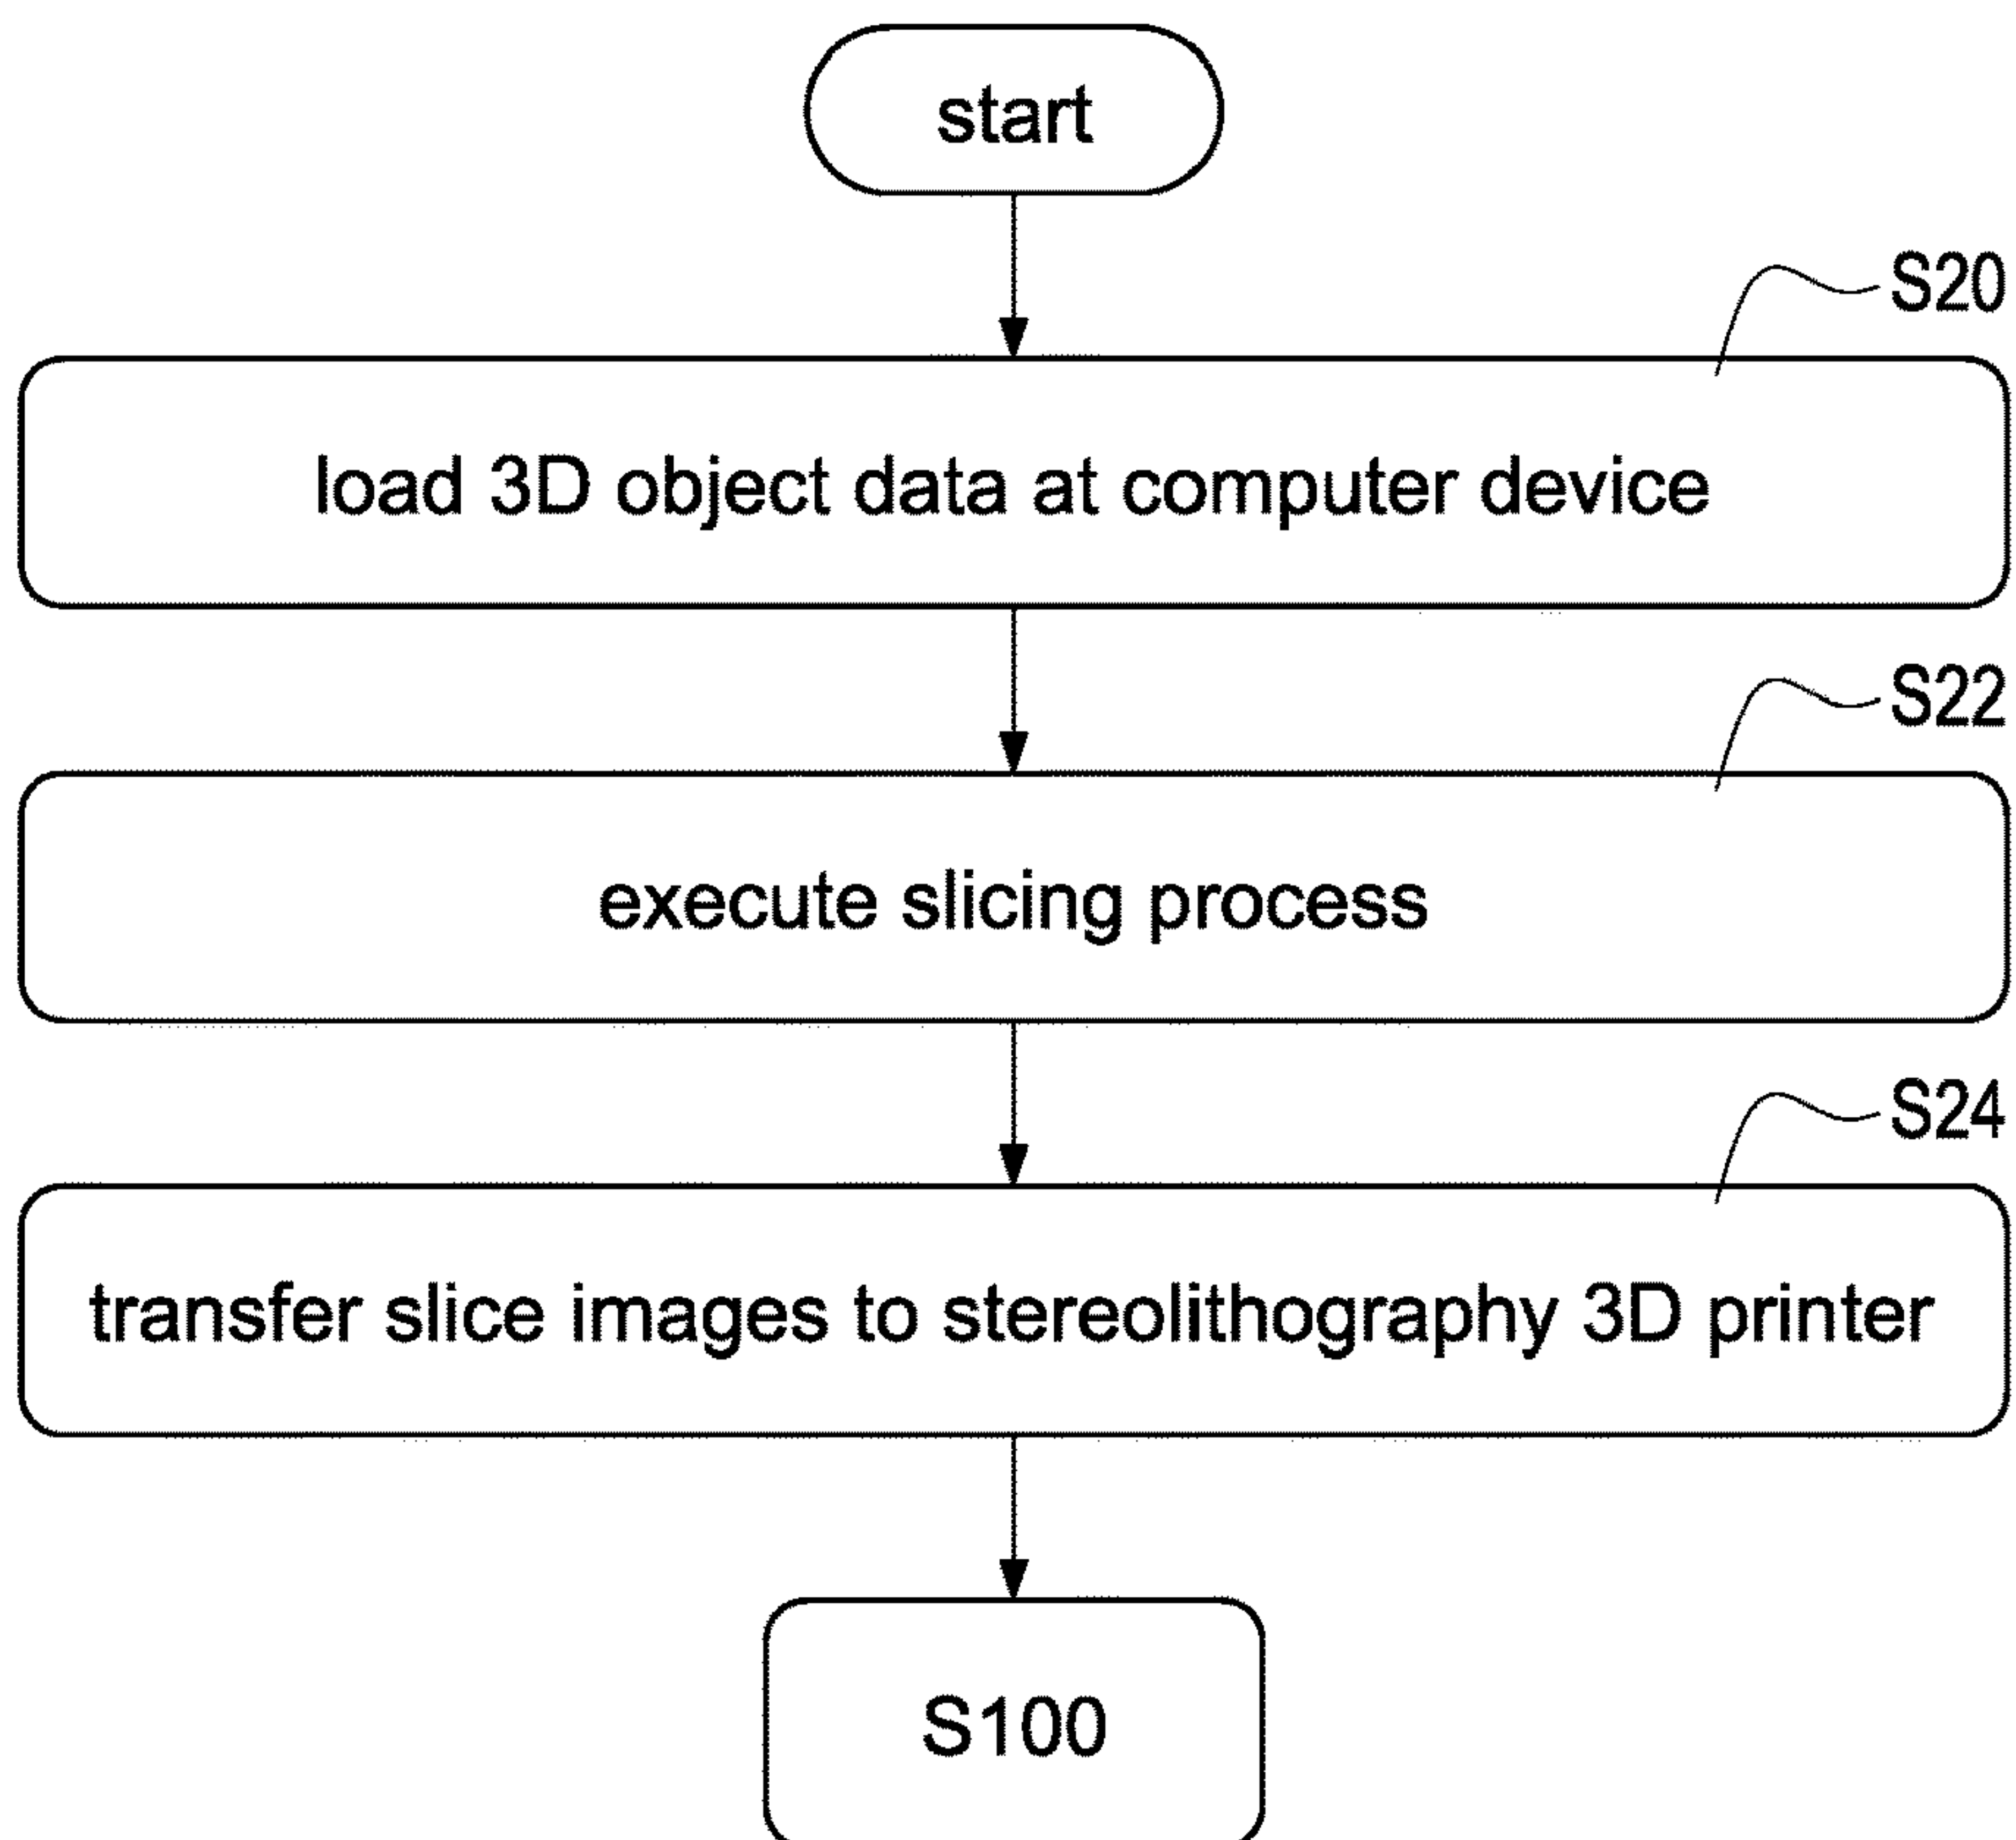 start
S20
load 3D object data at computer device
S22
execute slicing process
S24
transfer slice images to stereolithography 3D printer
S100